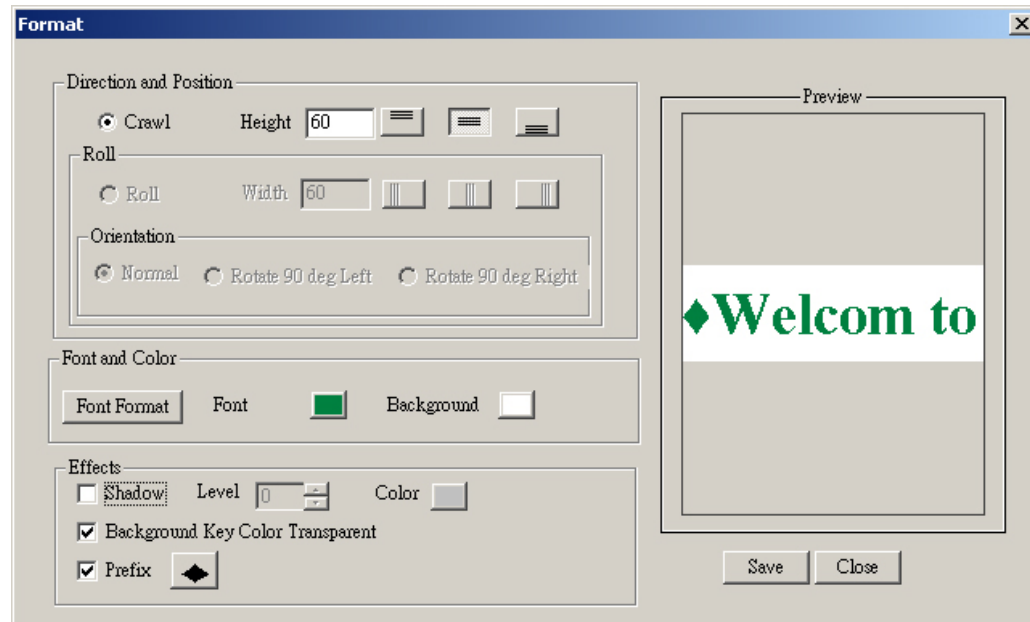 Format
Direction and Position
Crawl Height 60
Roll
Roll Width 60
Orientation
Normal Rotate 90 deg Left Rotate 90 deg Right
Font and Color
Font Format Font Background
Effects
Shadow Level 0 Color
Background Key Color Transparent
Prefix
Preview
♦Welcom to
Save Close